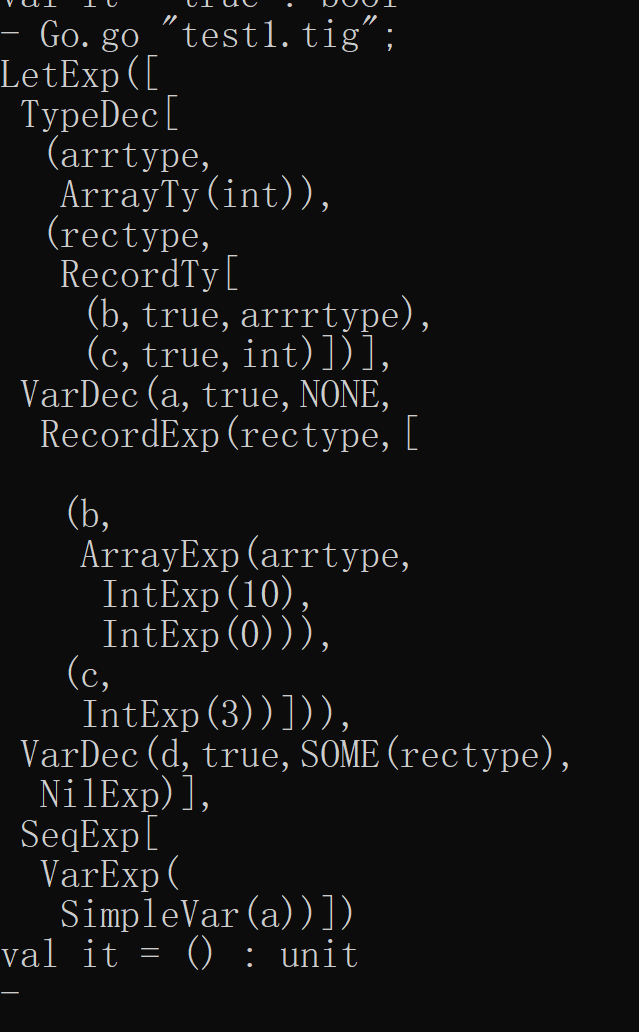 - Go.go "test1.tig";
LetExp([
 TypeDec[
  (arrtype,
   ArrayTy(int)),
  (rectype,
   RecordTy[
    (b,true,arrrtype),
    (c,true,int)])],
 VarDec(a,true,NONE,
  RecordExp(rectype,[
   (b,
    ArrayExp(arrtype,
     IntExp(10),
     IntExp(0))),
   (c,
    IntExp(3))])),
 VarDec(d,true,SOME(rectype),
  NilExp)],
 SeqExp[
  VarExp(
   SimpleVar(a))])
val it = () : unit
-